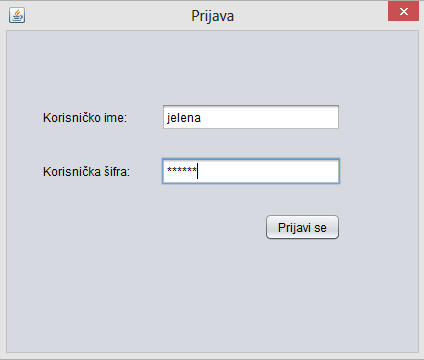 Prijava
Korisničko ime: jelena
Korisnička šifra: ******
Prijavi se